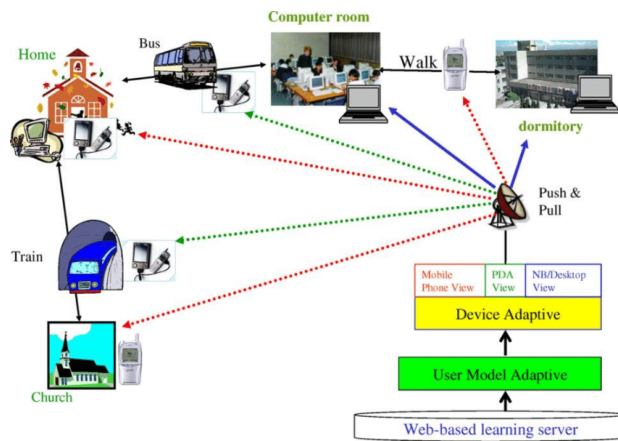 Computer room
Bus
Home
Walk
dormitory
Push &
Pull
Train
Mobile
Phone View
PDA
View
NB/Desktop
View
Device Adaptive
User Model Adaptive
Church
Web-based learning server